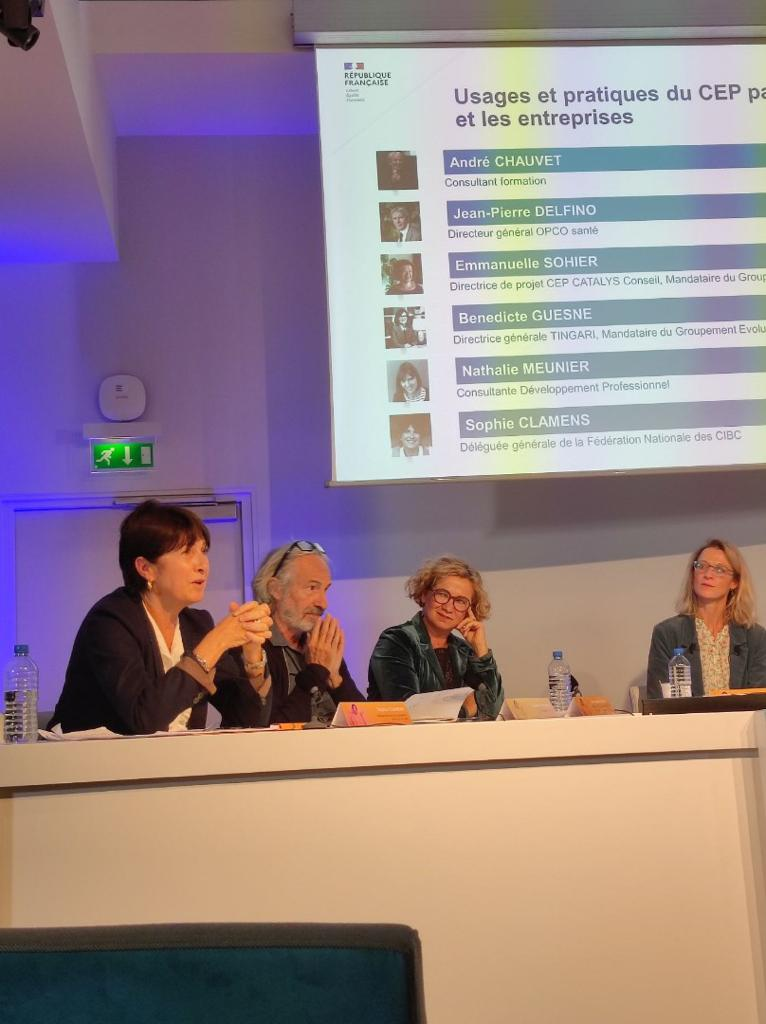 RÉPUBLIQUE
FRANÇAISE
Liberté
Égalité
Fraternité
Usages et pratiques du CEP pa
et les entreprises
André CHAUVET
Consultant formation
Jean-Pierre DELFINO
Directeur général OPCO santé
Emmanuelle SOHIER
Directrice de projet CEP CATALYS Conseil, Mandataire du Group
Benedicte GUESNE
Directrice générale TINGARI, Mandataire du Groupement Evolu
Nathalie MEUNIER
Consultante Développement Professionnel
Sophie CLAMENS
Déléguée générale de la Fédération Nationale des CIBC